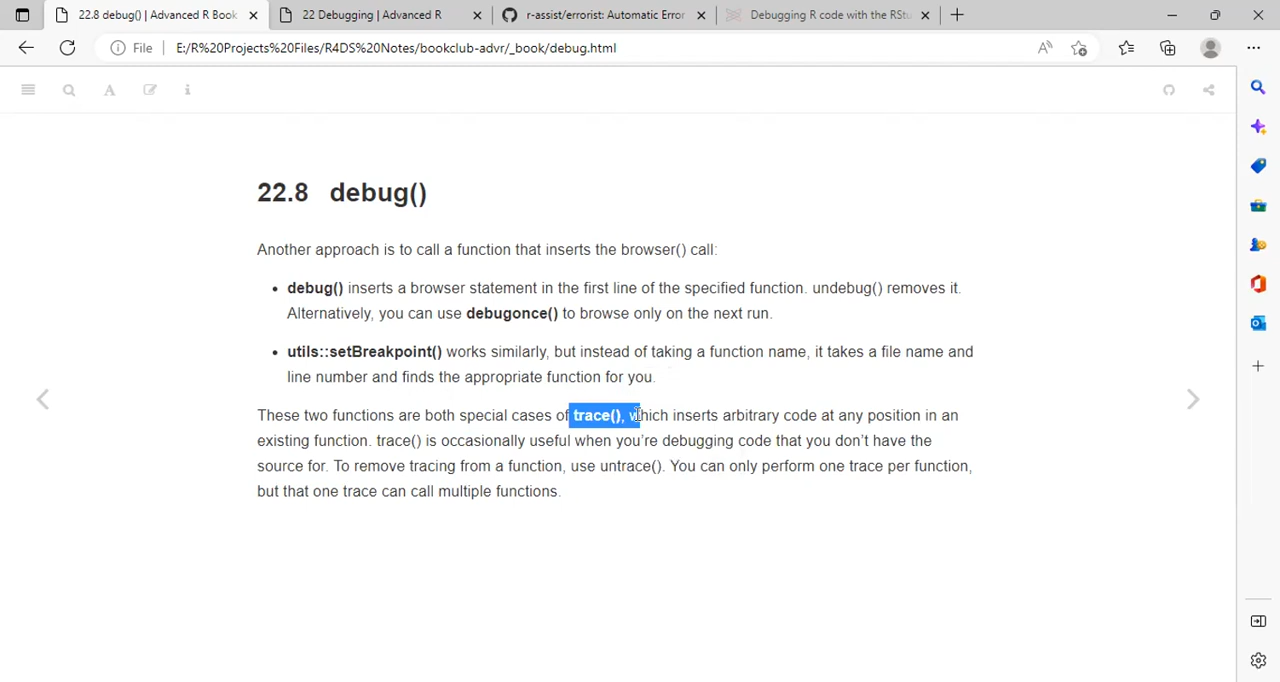 22.8 debug() | Advanced R Book
22 Debugging | Advanced R
r-assist/errorist: Automatic Error
Debugging R code with the RStu
File
E:/R%20Projects%20Files/R4DS%20Notes/bookclub-advr/_book/debug.html
A
22.8 debug()
Another approach is to call a function that inserts the browser() call:
• debug() inserts a browser statement in the first line of the specified function. undebug() removes it.
Alternatively, you can use debugonce() to browse only on the next run.
• utils::setBreakpoint() works similarly, but instead of taking a function name, it takes a file name and
line number and finds the appropriate function for you.
These two functions are both special cases of trace(), which inserts arbitrary code at any position in an
existing function. trace() is occasionally useful when you're debugging code that you don't have the
source for. To remove tracing from a function, use untrace(). You can only perform one trace per function,
but that one trace can call multiple functions.